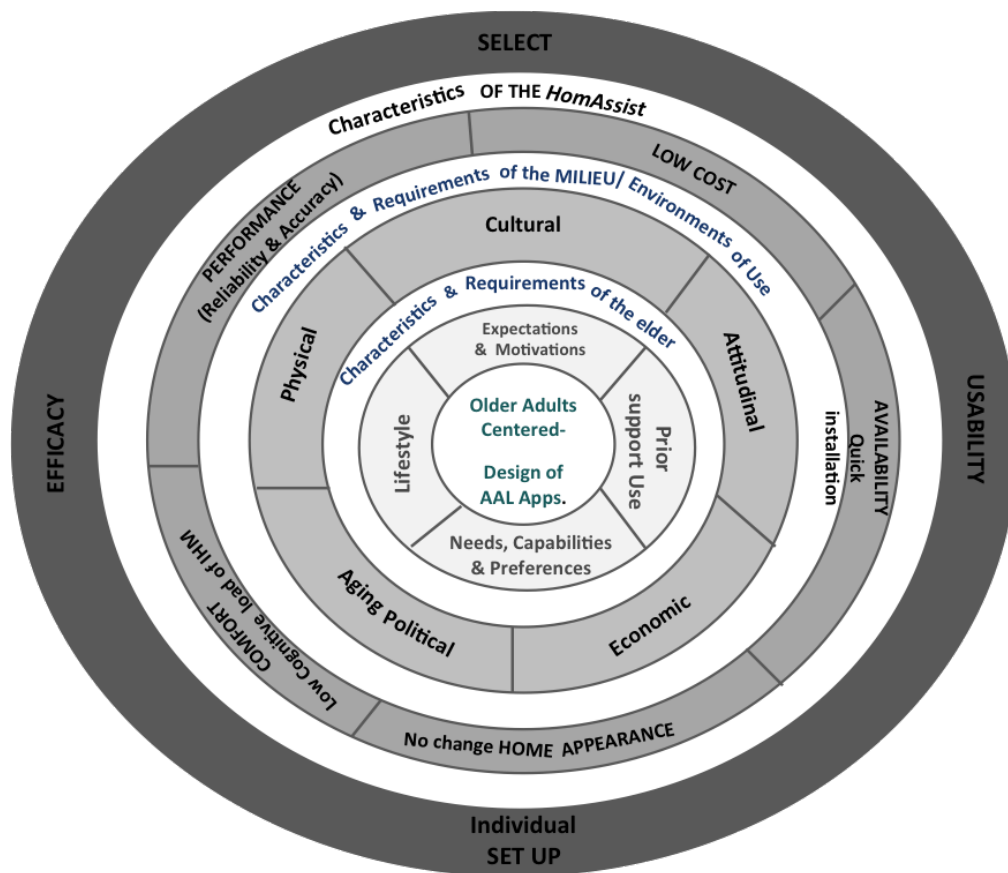 SELECT
Characteristics OF THE HomAssist
PERFORMANCE
(Reliability & Accuracy)
LOW COST
Characteristics & Requirements of the MILIEU/ Environments of Use
Cultural
Physical
Attitudinal
Characteristics & Requirements of the elder
Expectations
& Motivations
Lifestyle
Older Adults
Centered-
Design of
AAL Apps.
Prior
support Use
Needs, Capabilities
& Preferences
EFFICACY
USABILITY
AVAILABILITY
Quick
installation
Aging Political
Economic
Low Cognitive load of IHM
COMFORT
No change HOME APPEARANCE
Individual
SET UP